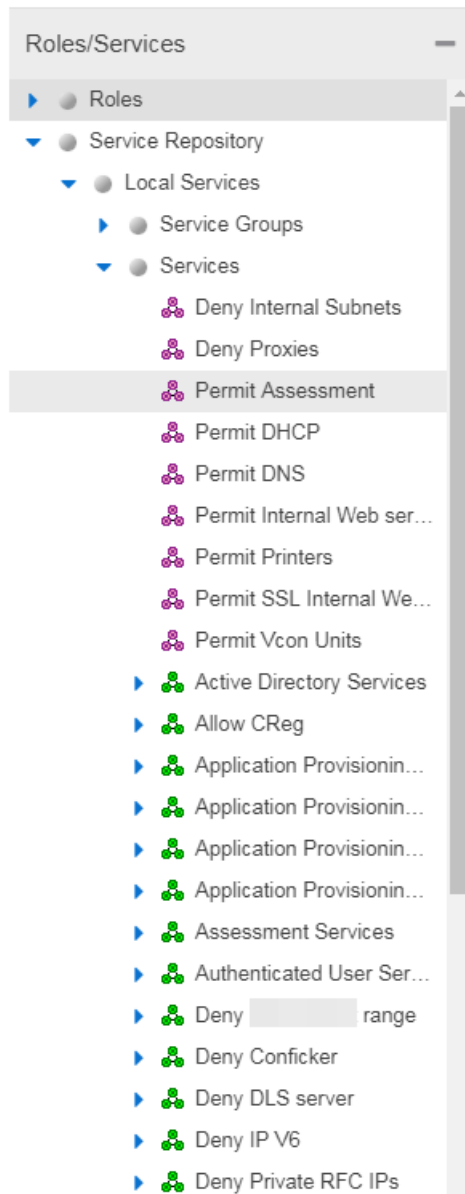 Roles/Services
Roles
Service Repository
Local Services
Service Groups
Services
Deny Internal Subnets
Deny Proxies
Permit Assessment
Permit DHCP
Permit DNS
Permit Internal Web ser...
Permit Printers
Permit SSL Internal We...
Permit Vcon Units
Active Directory Services
Allow CReg
Application Provisionin...
Application Provisionin...
Application Provisionin...
Application Provisionin...
Assessment Services
Authenticated User Ser...
Deny range
Deny Conficker
Deny DLS server
Deny IP V6
Deny Private RFC IPs